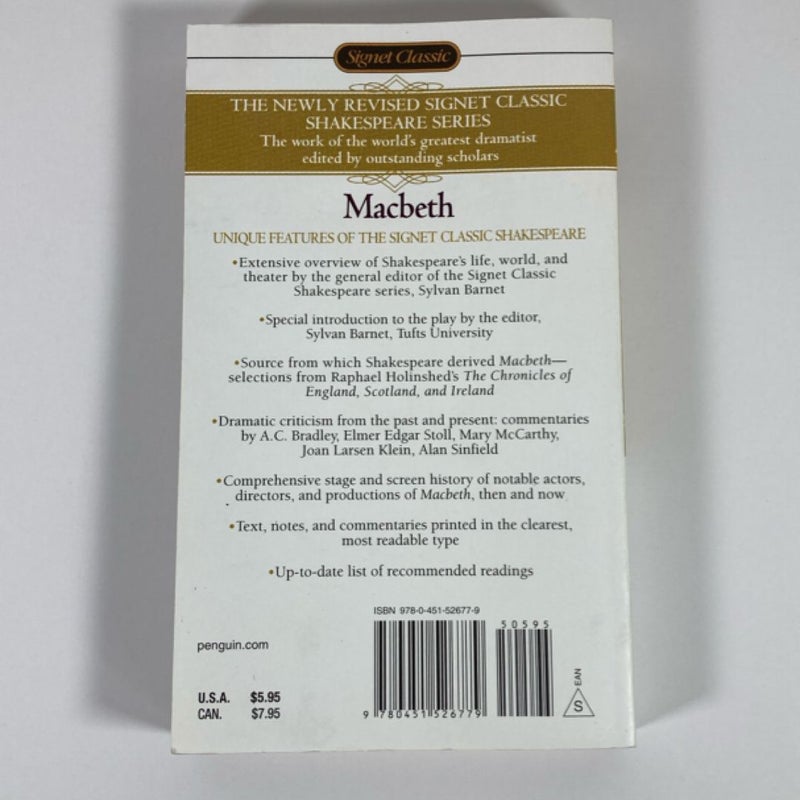 Signet Classic
THE NEWLY REVISED SIGNET CLASSIC
SHAKESPEARE SERIES
The work of the world's greatest dramatist
edited by outstanding scholars
Macbeth
UNIQUE FEATURES OF THE SIGNET CLASSIC SHAKESPEARE
•Extensive overview of Shakespeare's life, world, and
theater by the general editor of the Signet Classic
Shakespeare series, Sylvan Barnet
•Special introduction to the play by the editor,
Sylvan Barnet, Tufts University
•Source from which Shakespeare derived Macbeth—
selections from Raphael Holinshed's The Chronicles of
England, Scotland, and Ireland
•Dramatic criticism from the past and present: commentaries
by A.C. Bradley, Elmer Edgar Stoll, Mary McCarthy,
Joan Larsen Klein, Alan Sinfield
•Comprehensive stage and screen history of notable actors,
directors, and productions of Macbeth, then and now
•Text, notes, and commentaries printed in the clearest,
most readable type
•Up-to-date list of recommended readings
ISBN 978-0-451-52677-9
50595
penguin.com
U.S.A. $5.95
CAN. $7.95
9 780451 526779
EAN
S